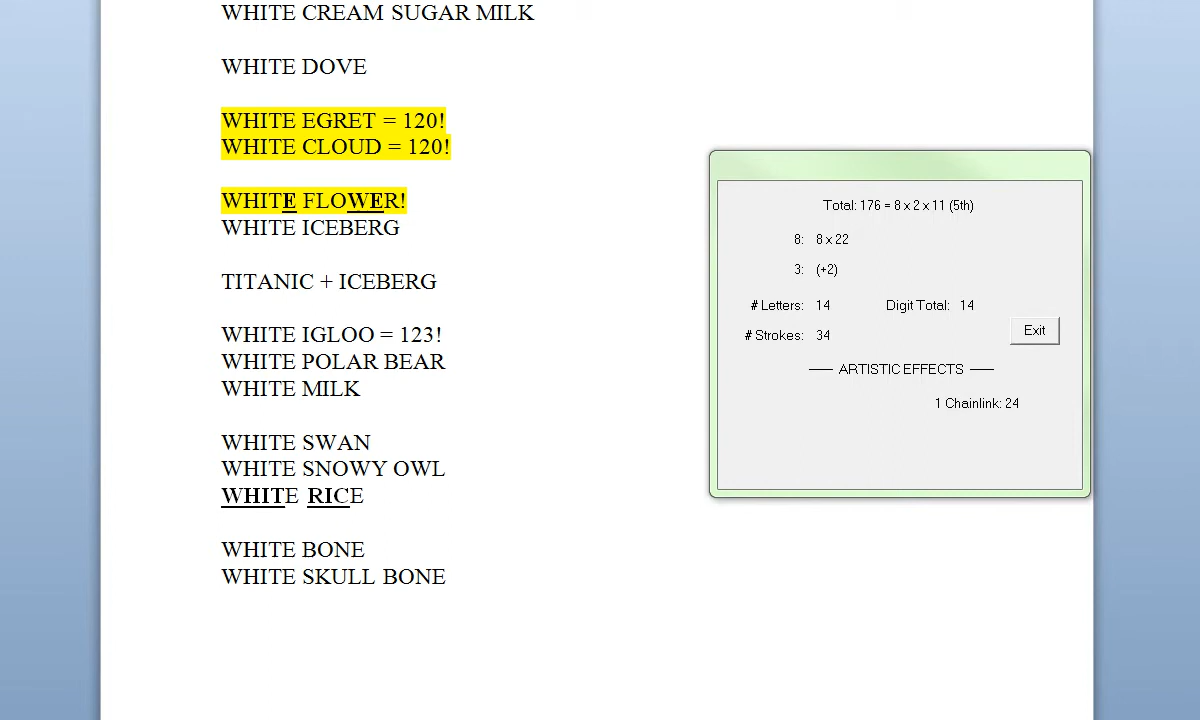 WHITE CREAM SUGAR MILK
WHITE DOVE
WHITE EGRET = 120!
WHITE CLOUD = 120!
WHITE FLOWER!
WHITE ICEBERG
TITANIC + ICEBERG
WHITE IGLOO = 123!
WHITE POLAR BEAR
WHITE MILK
WHITE SWAN
WHITE SNOWY OWL
WHITE RICE
WHITE BONE
WHITE SKULL BONE
Total: 176 = 8 x 2 x 11 (5th)
8: 8 x 22
3: (+2)
# Letters: 14 Digit Total: 14
# Strokes: 34
Exit
—— ARTISTIC EFFECTS ——
1 Chainlink: 24